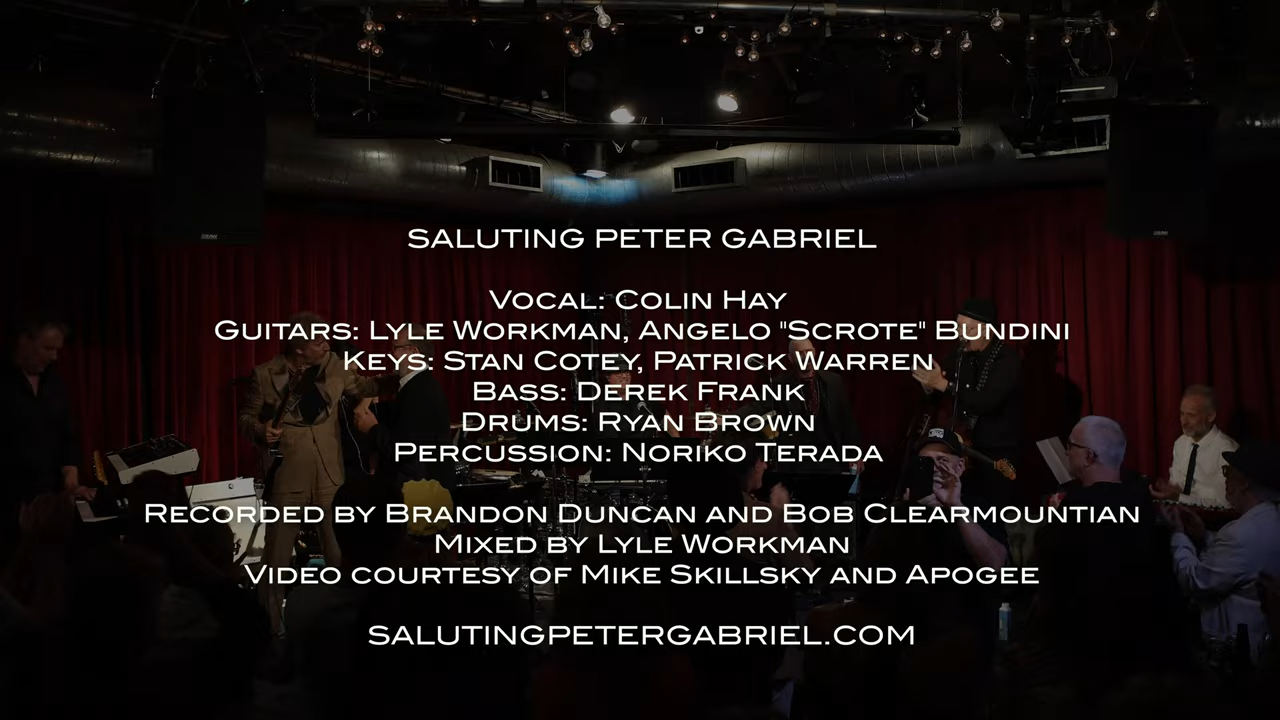 SALUTING PETER GABRIEL
VOCAL: COLIN HAY
GUITARS: LYLE WORKMAN, ANGELO "SCROTE" BUNDINI
KEYS: STAN COTEY, PATRICK WARREN
BASS: DEREK FRANK
DRUMS: RYAN BROWN
PERCUSSION: NORIKO TERADA
RECORDED BY BRANDON DUNCAN AND BOB CLEARMOUNTIAN
MIXED BY LYLE WORKMAN
VIDEO COURTESY OF MIKE SKILLSKY AND APOGEE
SALUTINGPETERGABRIEL.COM